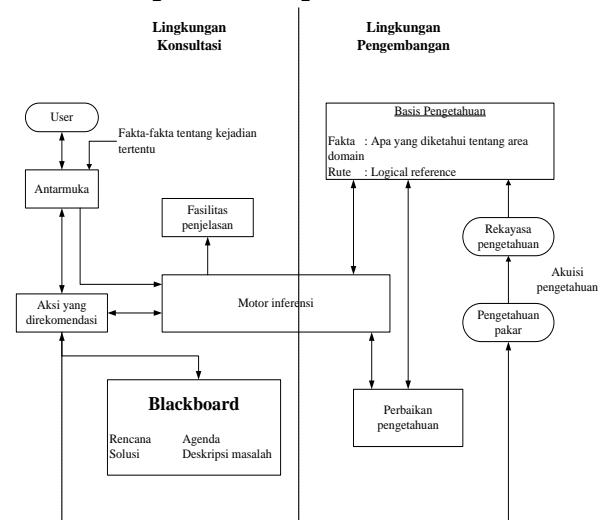 Lingkungan
Konsultasi
Lingkungan
Pengembangan
User
Fakta-fakta tentang kejadian
tertentu
Antarmuka
Basis Pengetahuan
Fakta : Apa yang diketahui tentang area
domain
Rute : Logical reference
Fasilitas
penjelasan
Rekayasa
pengetahuan
Akuisi
pengetahuan
Aksi yang
direkomendasi
Motor inferensi
Pengetahuan
pakar
Blackboard
Rencana Agenda
Solusi Deskripsi masalah
Perbaikan
pengetahuan